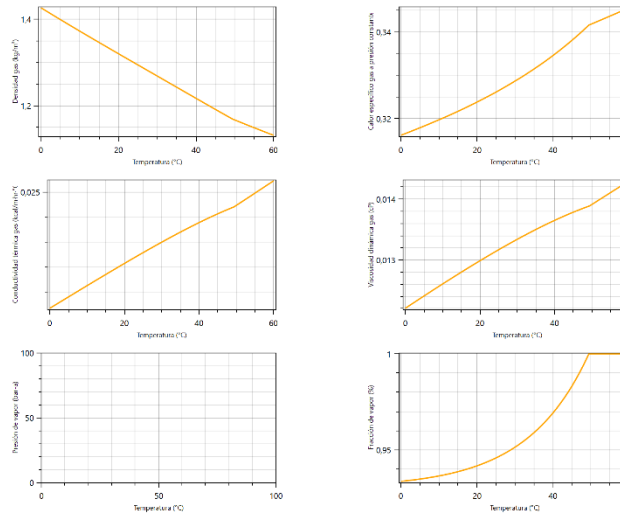 Densidad gas (kg/m³)
1,4
1,2
0
20
40
60
Temperatura (°C)
Calor específico gas a presión constante
0,34
0,32
0
20
40
Temperatura (°C)
Conductividad térmica gas (kcal/m·hr·°C)
0,025
0
20
40
60
Temperatura (°C)
Viscosidad dinámica gas (cP)
0,014
0,013
0
20
40
Temperatura (°C)
Presión de vapor (bar-a)
100
50
0
0
50
100
Temperatura (°C)
Fracción de vapor (%)
1
0,95
0
20
40
Temperatura (°C)